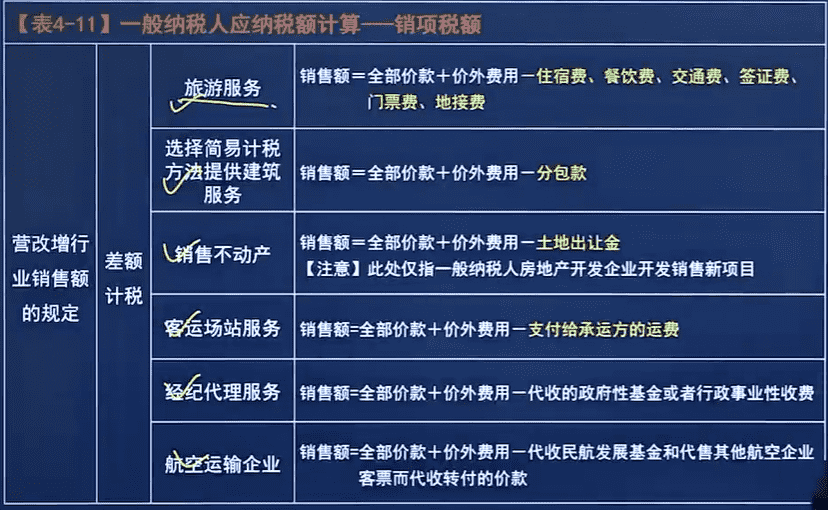 【表4-11】一般纳税人应纳税额计算——销项税额
营改增行
业销售额
的规定
差额
计税
旅游服务
销售额＝全部价款＋价外费用－住宿费、餐饮费、交通费、签证费、
门票费、地接费
选择简易计税
方法提供建筑
服务
销售额＝全部价款＋价外费用－分包款
销售不动产
销售额＝全部价款＋价外费用－土地出让金
【注意】此处仅指一般纳税人房地产开发企业开发销售新项目
客运场站服务
销售额=全部价款＋价外费用－支付给承运方的运费
经纪代理服务
销售额=全部价款＋价外费用－代收的政府性基金或者行政事业性收费
航空运输企业
销售额=全部价款＋价外费用－代收民航发展基金和代售其他航空企业
客票而代收转付的价款